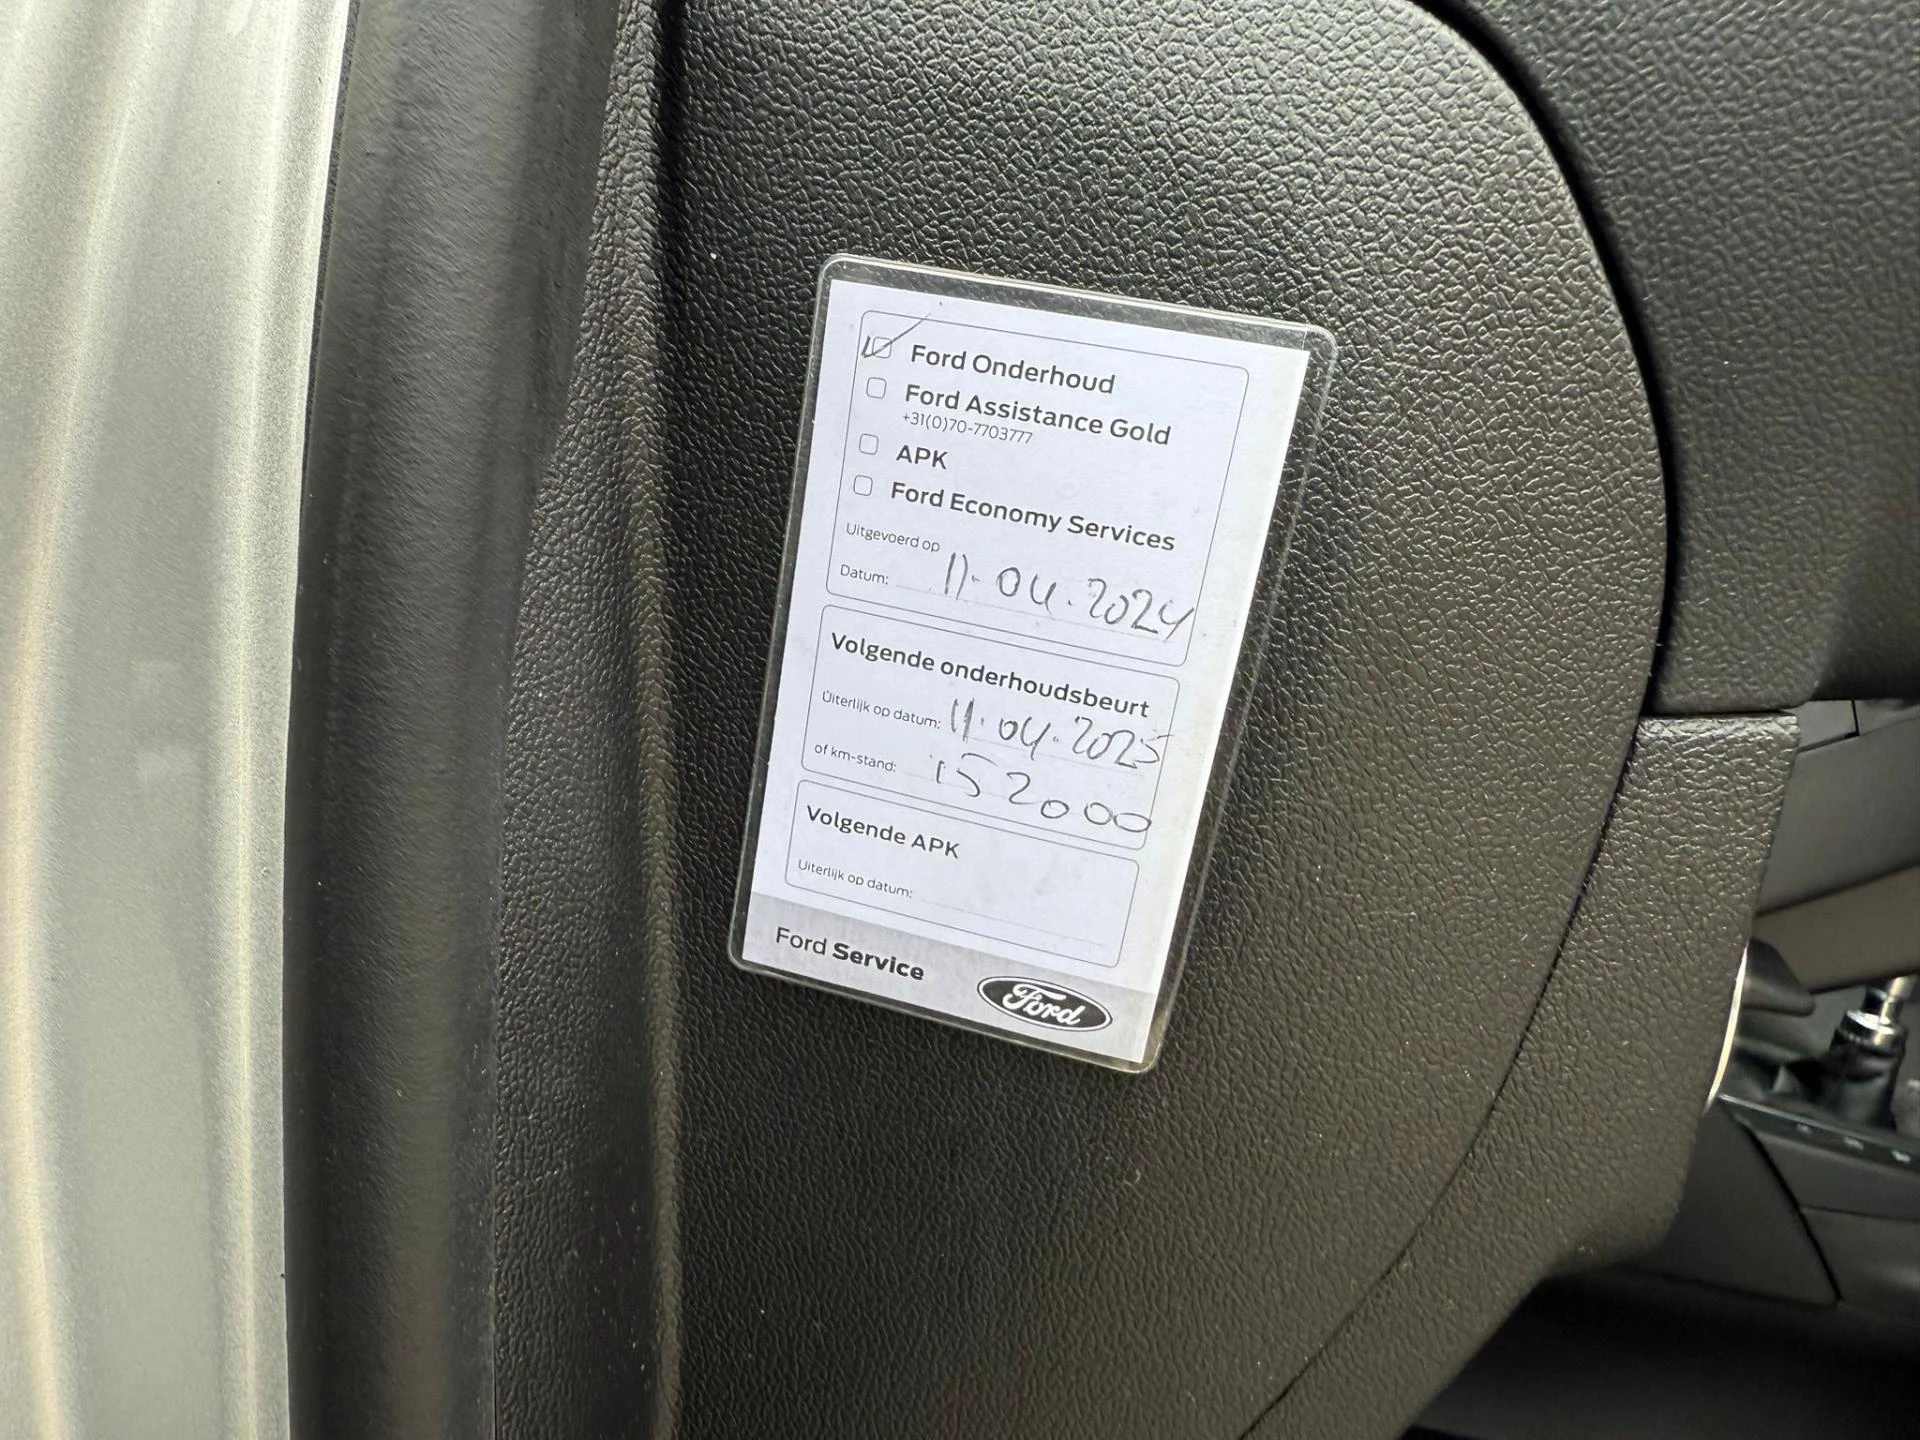 Ford Onderhoud
Ford Assistance Gold
+31(0)70-7703777
APK
Ford Economy Services
Uitgevoerd op
Datum: 11.04.2024
Volgende onderhoudsbeurt
Uiterlijk op datum: 11.04.2025
of km-stand: 152000
Volgende APK
Uiterlijk op datum:
Ford Service
Ford